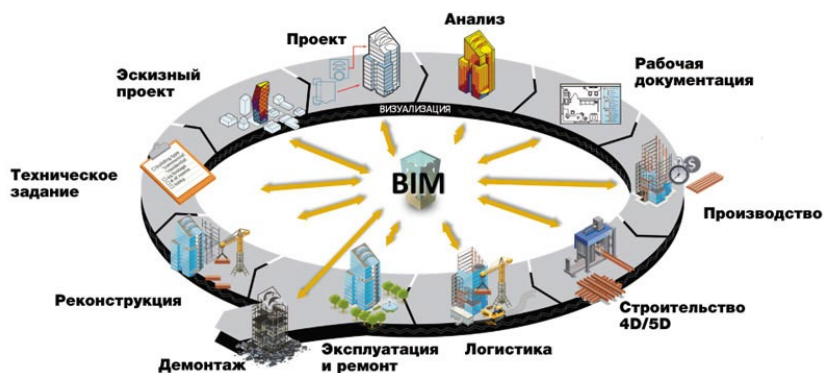 Анализ
Проект
Эскизный
проект
Рабочая
документация
ВИЗУАЛИЗАЦИЯ
Техническое
задание
BIM
Производство
Реконструкция
Строительство
4D/5D
Демонтаж
Эксплуатация
и ремонт
Логистика